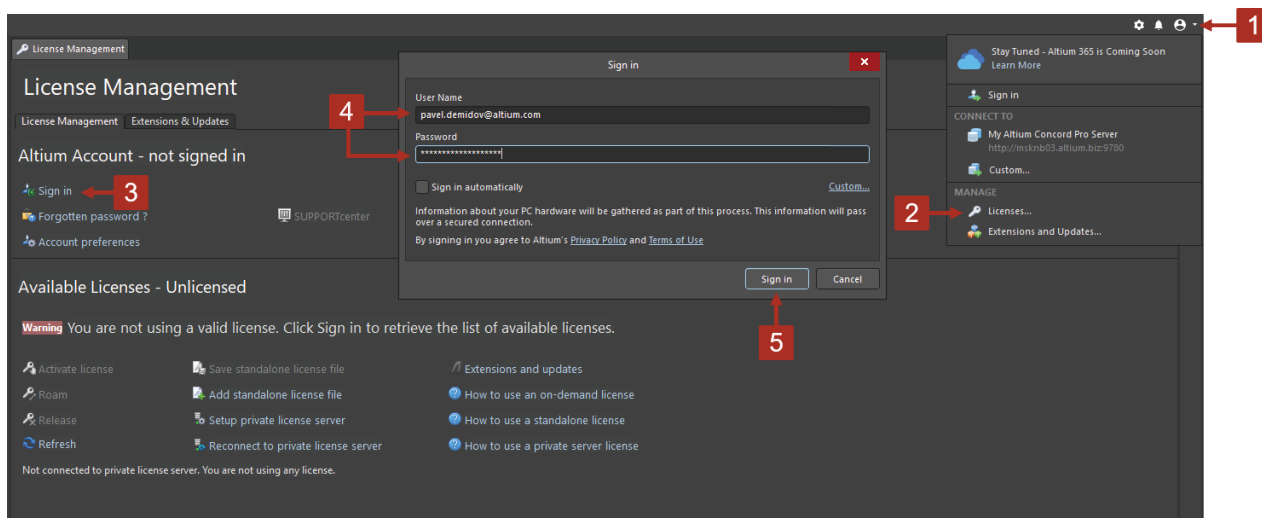 1
License Management
Stay Tuned - Altium 365 is Coming Soon
Learn More
Sign in
CONNECT TO
My Altium Concord Pro Server
http://msknb03.altium.biz:9780
Custom...
MANAGE
2
Licenses...
Extensions and Updates...
License Management
License Management
Extensions & Updates
Altium Account - not signed in
Sign in
3
Forgotten password ?
SUPPORTcenter
Account preferences
Sign in
User Name
4
pavel.demidov@altium.com
Password
*******************
Sign in automatically
Custom...
Information about your PC hardware will be gathered as part of this process. This information will pass
over a secured connection.
By signing in you agree to Altium's Privacy Policy and Terms of Use
Sign in
Cancel
5
Available Licenses - Unlicensed
Warning You are not using a valid license. Click Sign in to retrieve the list of available licenses.
Activate license
Save standalone license file
Extensions and updates
Roam
Add standalone license file
How to use an on-demand license
Release
Setup private license server
How to use a standalone license
Refresh
Reconnect to private license server
How to use a private server license
Not connected to private license server. You are not using any license.